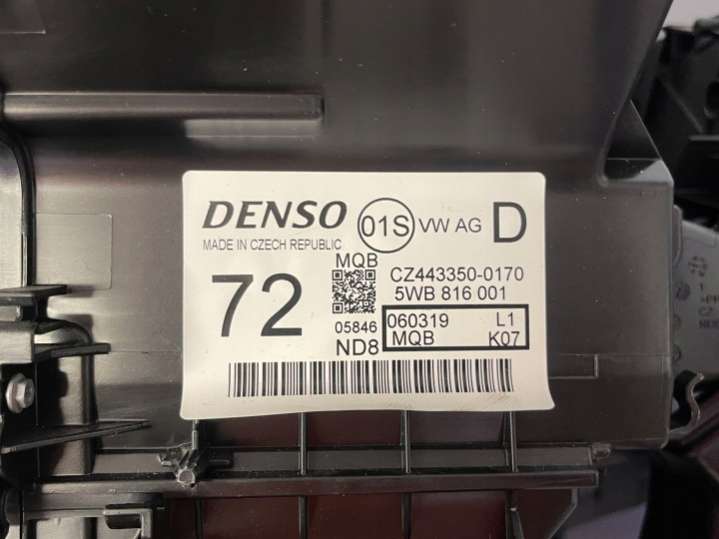 DENSO 01S VW AG D
MADE IN CZECH REPUBLIC
MQB
CZ443350-0170
72
5WB 816 001
05846
060319 L1
ND8
MQB K07